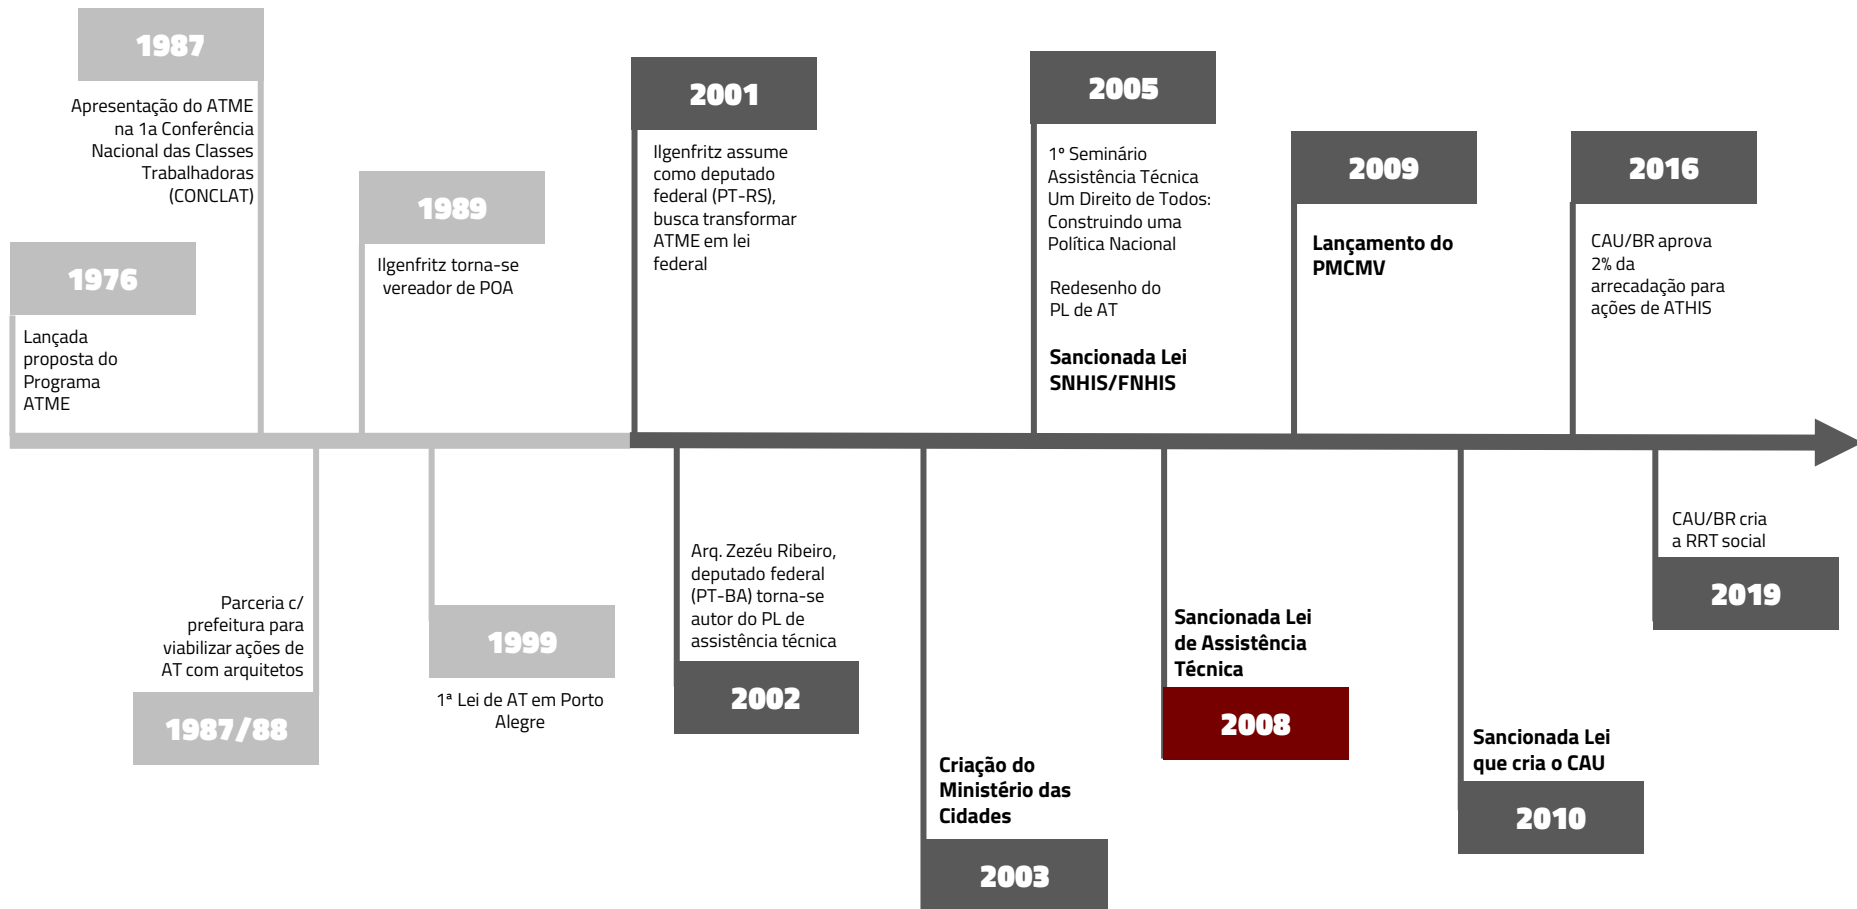 1987
Apresentação do ATME
na 1a Conferência
Nacional das Classes
Trabalhadoras
(CONCLAT)
1976
Lançada
proposta do
Programa
ATME
1989
Ilgenfritz torna-se
vereador de POA
2001
Ilgenfritz assume
como deputado
federal (PT-RS),
busca transformar
ATME em lei
federal
2005
1º Seminário
Assistência Técnica
Um Direito de Todos:
Construindo uma
Política Nacional
Redesenho do
PL de AT
Sancionada Lei
SNHIS/FNHIS
2009
Lançamento do
PMCMV
2016
CAU/BR aprova
2% da
arrecadação para
ações de ATHIS
Parceria c/
prefeitura para
viabilizar ações de
AT com arquitetos
1987/88
1999
1ª Lei de AT em Porto
Alegre
Arq. Zezéu Ribeiro,
deputado federal
(PT-BA) torna-se
autor do PL de
assistência técnica
2002
Criação do
Ministério das
Cidades
2003
Sancionada Lei
de Assistência
Técnica
2008
Sancionada Lei
que cria o CAU
2010
CAU/BR cria
a RRT social
2019